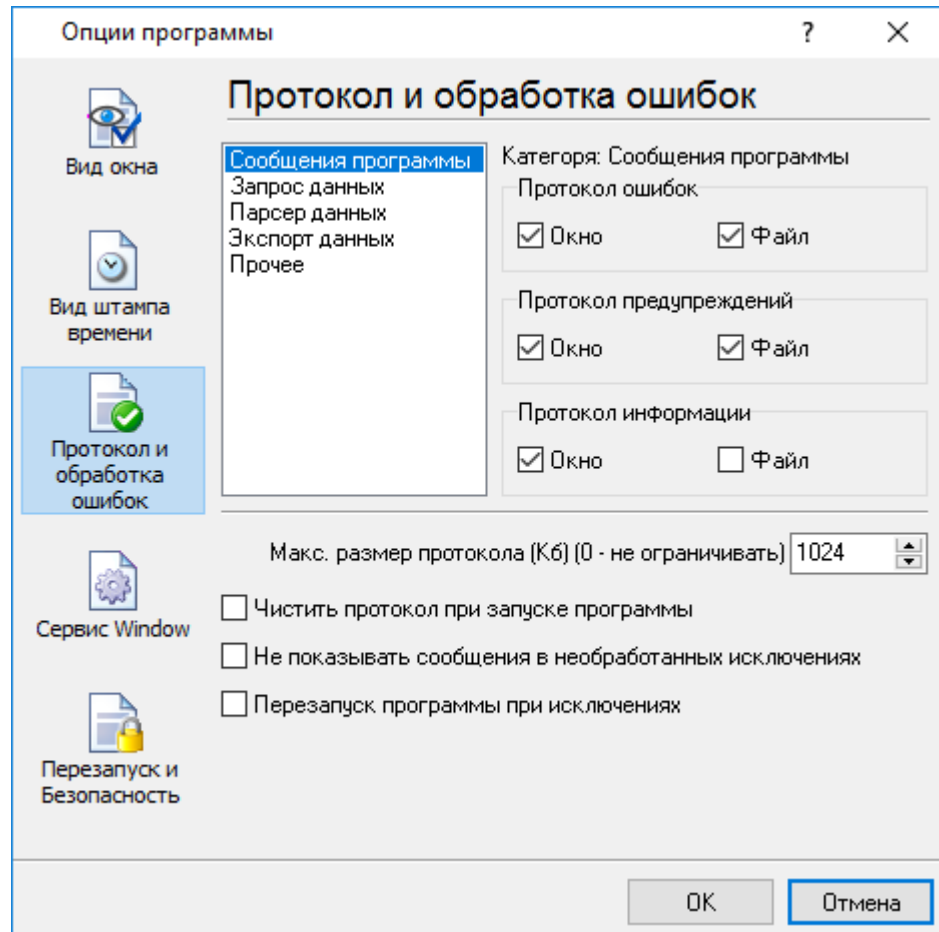 Опции программы
?
Вид окна
Вид штампа
времени
Протокол и
обработка
ошибок
Сервис Window
Перезапуск и
Безопасность
Протокол и обработка ошибок
Сообщения программы
Запрос данных
Парсер данных
Экспорт данных
Прочее
Категоря: Сообщения программы
Протокол ошибок
Окно Файл
Протокол предупреждений
Окно Файл
Протокол информации
Окно Файл
Макс. размер протокола (Кб) (0 - не ограничивать) 1024
Чистить протокол при запуске программы
Не показывать сообщения в необработанных исключениях
Перезапуск программы при исключениях
OK Отмена